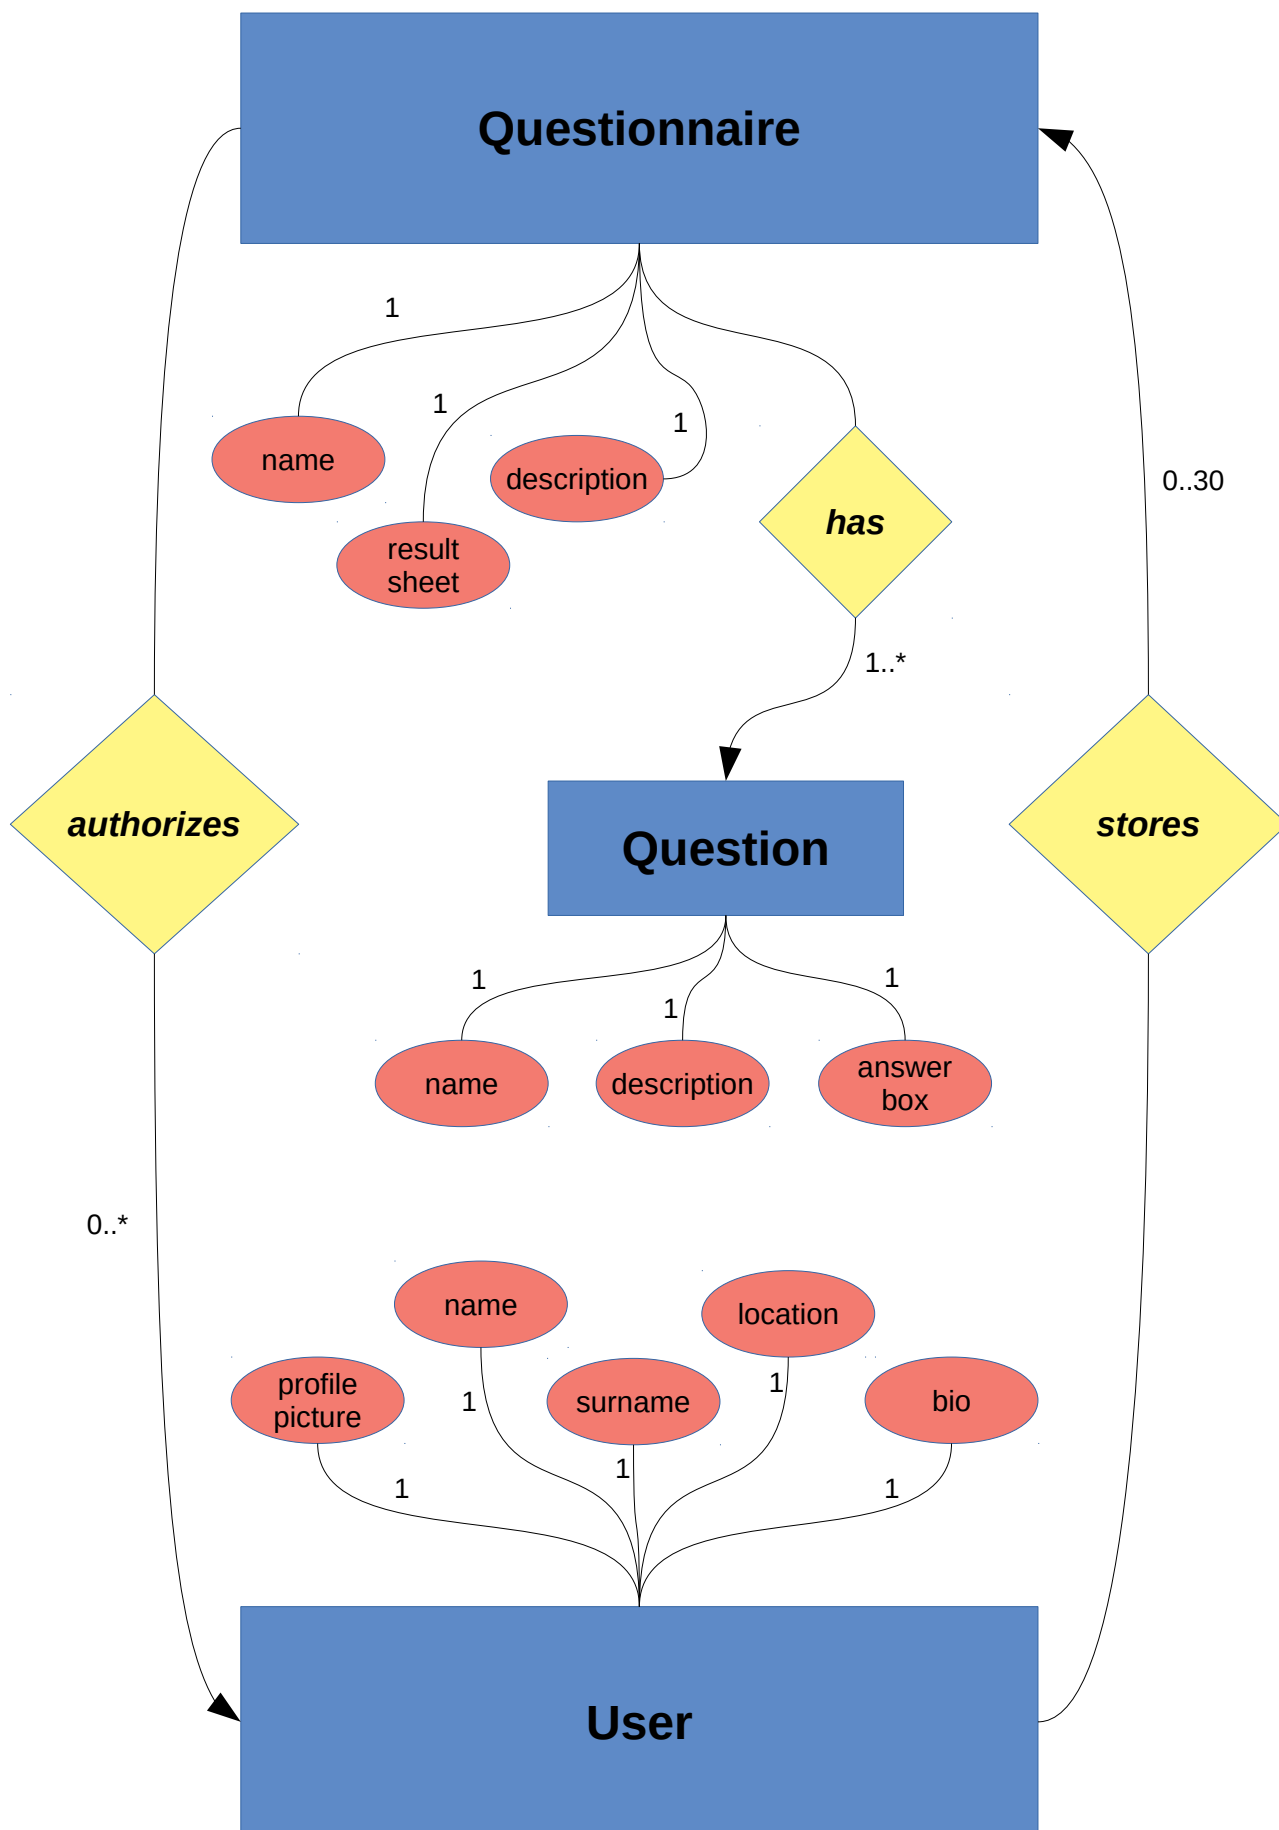 Questionnaire
1
1
1
name
description
result
sheet
has
0..30
1..*
authorizes
Question
stores
1
1
1
name
description
answer
box
0..*
name
location
profile
picture
surname
bio
1
1
1
1
1
User